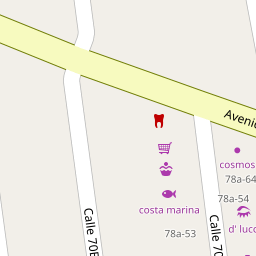 Avenid
cosmos
78a-64
78a-54
costa marina
d' lucc
78a-53
Calle 70B
Calle 70